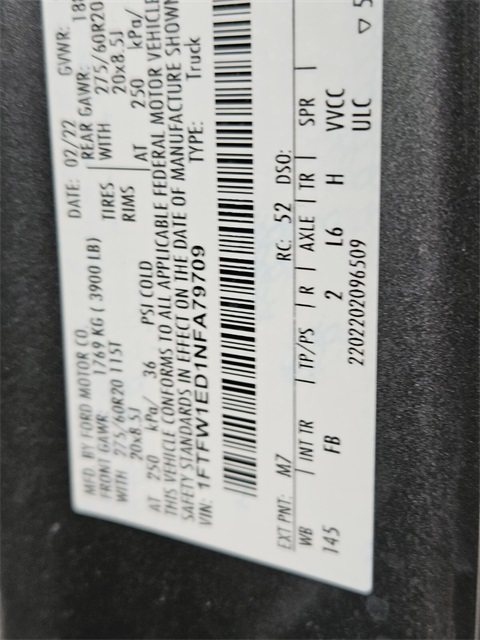 MFD. BY FORD MOTOR CO.
DATE: 02/22 GVWR:
FRONT GAWR: 1769 KG ( 3900 LB) REAR GAWR:
WITH 275/60R20 115T TIRES WITH 275/60R20
20x8.5J RIMS 20x8.5J
AT 250 kPa/ 36 PSI COLD AT 250 kPa/
THIS VEHICLE CONFORMS TO ALL APPLICABLE FEDERAL MOTOR VEHICLE
SAFETY STANDARDS IN EFFECT ON THE DATE OF MANUFACTURE SHOWN
VIN: 1FTFW1ED1NFA79709 TYPE: Truck
EXT PNT: M7 RC: 52 DSO:
WB | INT TR | TP/PS | R | AXLE | TR | SPR |
145 FB 2 L6 H WCC
2202202096509 ULC